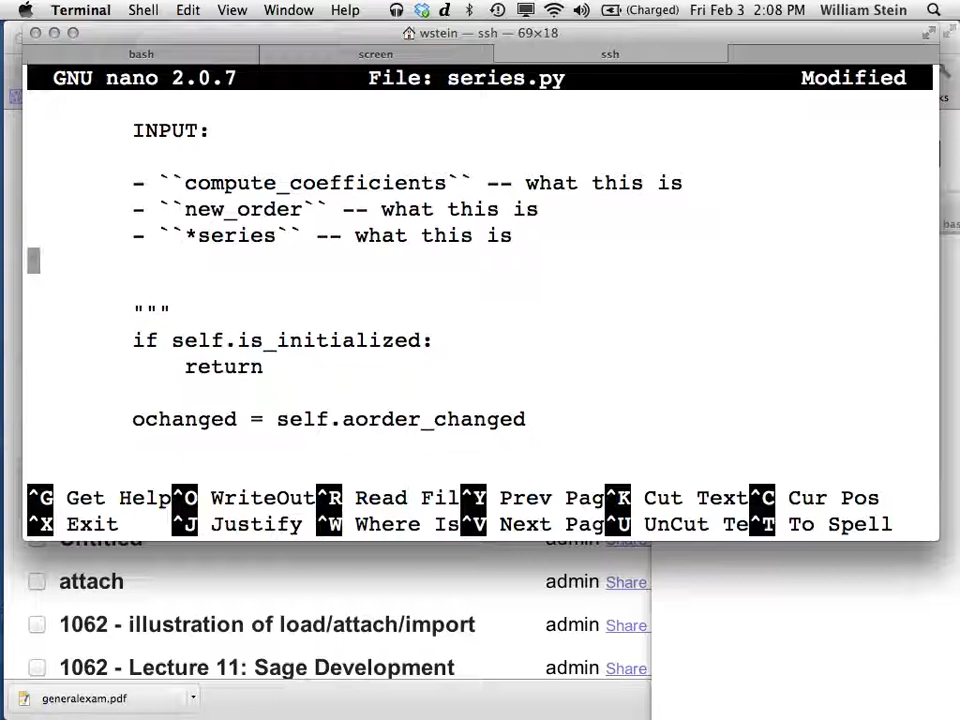 Terminal Shell Edit View Window Help (Charged) Fri Feb 3 2:08 PM William Stein
wstein — ssh — 69×18
bash screen ssh
GNU nano 2.0.7 File: series.py Modified
INPUT:
- ``compute_coefficients`` -- what this is
- ``new_order`` -- what this is
- ``*series`` -- what this is
"""
if self.is_initialized:
return
ochanged = self.aorder_changed
^G Get Help^O WriteOut^R Read Fil^Y Prev Pag^K Cut Text^C Cur Pos
^X Exit ^J Justify ^W Where Is^V Next Pag^U UnCut Te^T To Spell
Untitled
attach admin Share
1062 - illustration of load/attach/import admin Share
1062 - Lecture 11: Sage Development admin Share
generalexam.pdf